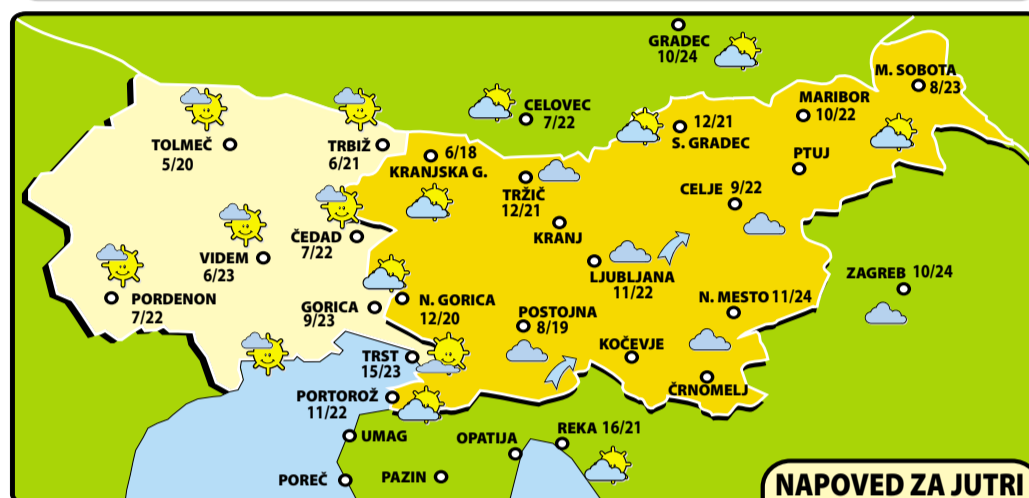 GRADEC
10/24
M. SOBOTA
8/23
MARIBOR
10/22
CELOVEC
7/22
12/21
S. GRADEC
TOLMEČ
5/20
TRBIŽ
6/21
6/18
KRANJSKA G.
PTUJ
TRŽIČ
12/21
CELJE 9/22
KRANJ
ČEDAD
7/22
VIDEM
6/23
LJUBLJANA
11/22
ZAGREB 10/24
PORDENON
7/22
GORICA
9/23
N. GORICA
12/20
N. MESTO 11/24
POSTOJNA
8/19
KOČEVJE
TRST
15/23
ČRNOMELJ
PORTOROŽ
11/22
UMAG
OPATIJA
REKA 16/21
POREČ
PAZIN
NAPOVED ZA JUTRI